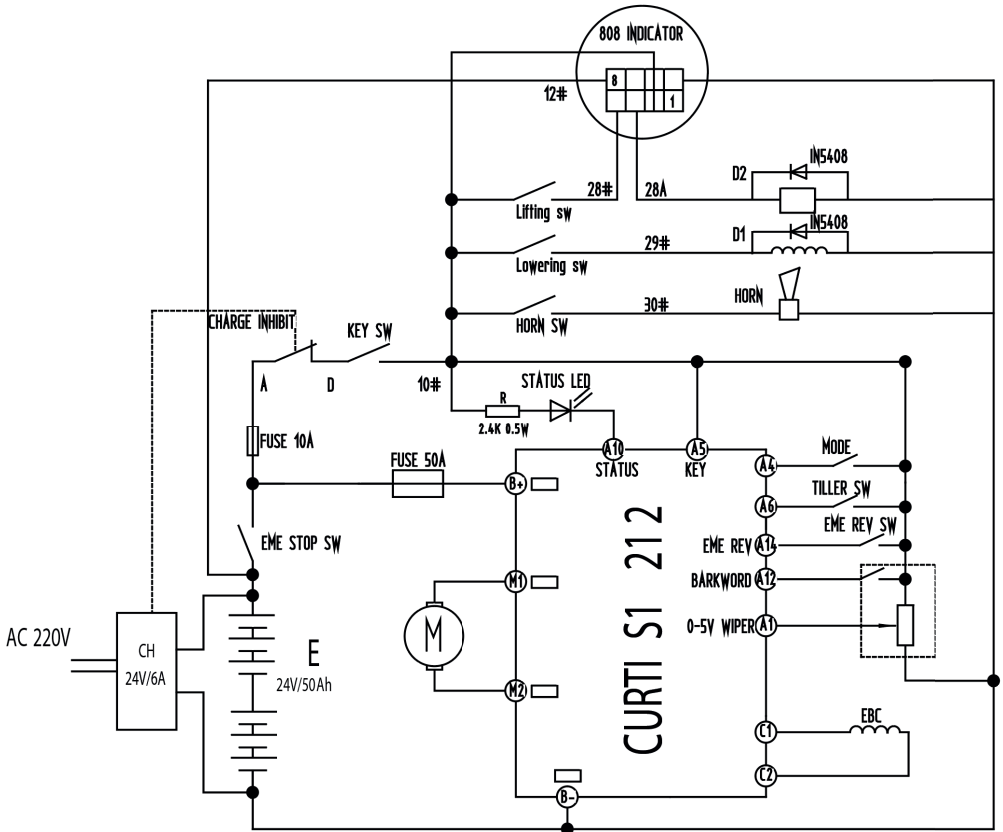 808 INDICATOR
8
12#
1
IN5408
D2
28#
28A
Lifting sw
IN5408
D1
29#
Lowering sw
HORN
30#
HORN SW
CHARGE INHIBIT
KEY SW
A
D
10#
STATUS LED
R
2.4K 0.5W
FUSE 10A
FUSE 50A
A10
STATUS
A5
KEY
MODE
A4
B+
TILLER SW
A6
EME REV SW
EME STOP SW
EME REV
A14
M1
BARKWORD
A12
0-5V WIPER
A1
M
AC 220V
CH
24V/6A
E
24V/50Ah
M2
CURTI S1 212
EBC
C1
C2
B-